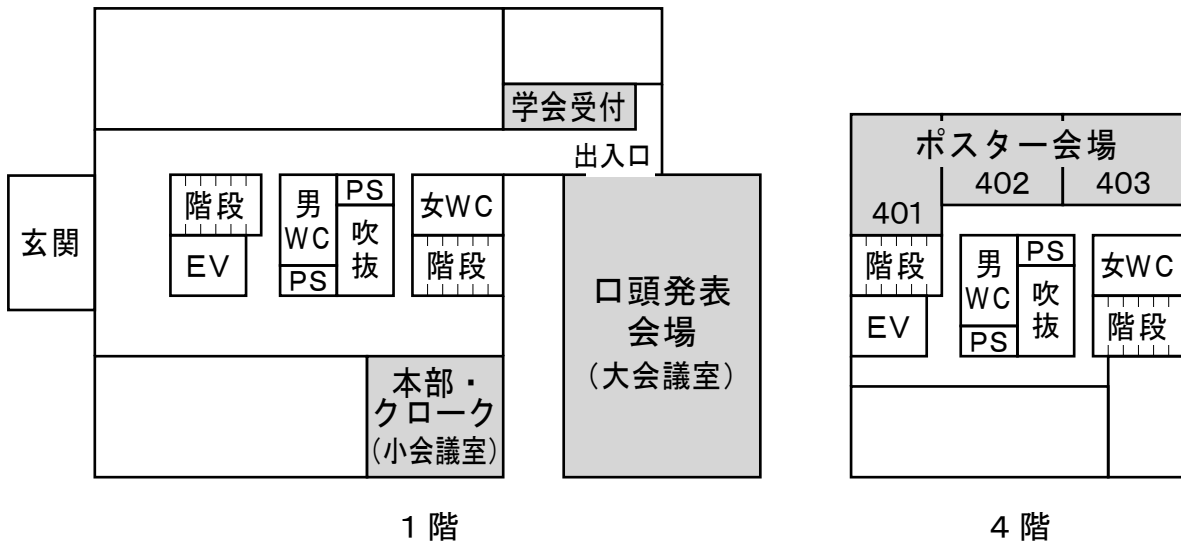 学会受付
出入口
玄関
階段
EV
男
WC
PS
PS
吹
抜
女WC
階段
口頭発表
会場
(大会議室)
本部・
クローク
(小会議室)
1階
ポスター会場
401
402
403
階段
EV
男
WC
PS
PS
吹
抜
女WC
階段
4階